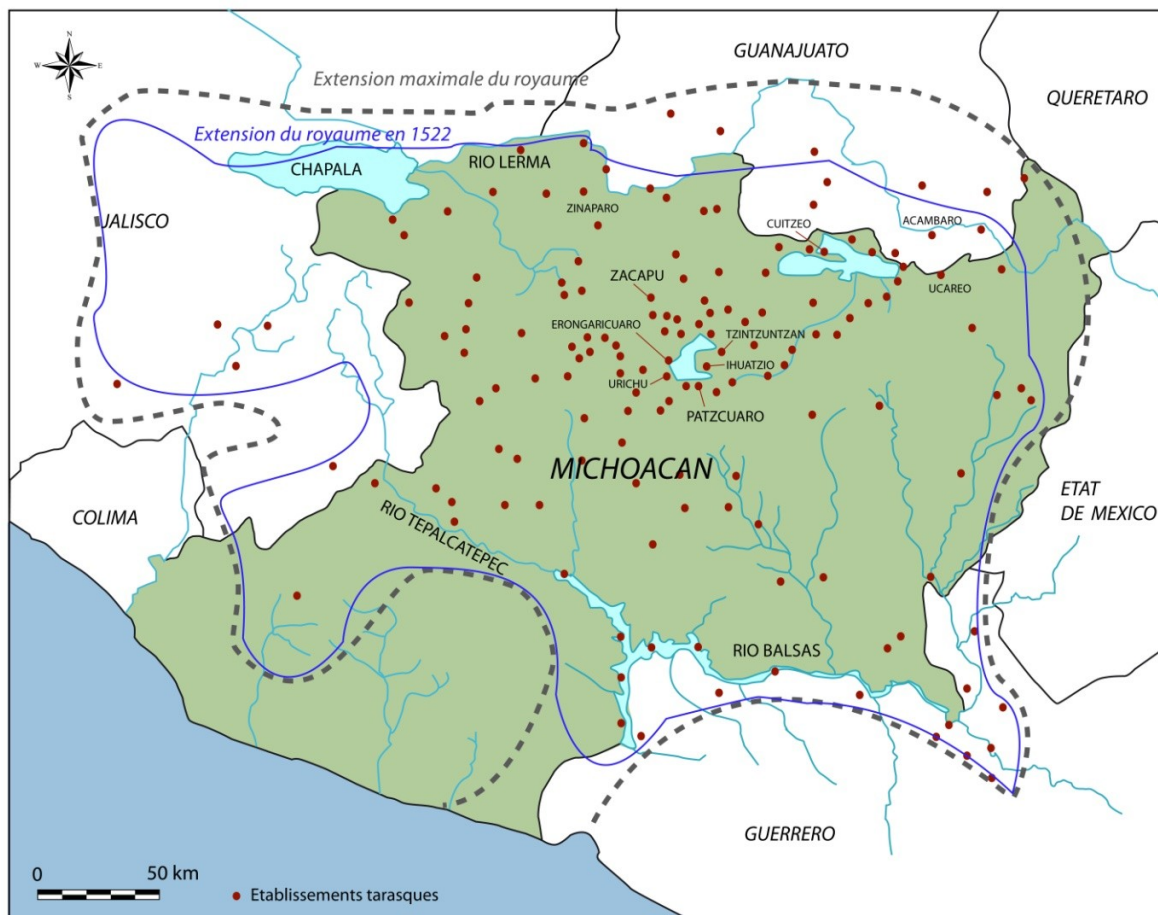 N
W
E
S
GUANAJUATO
Extension maximale du royaume
QUERETARO
Extension du royaume en 1522
CHAPALA
RIO LERMA
JALISCO
ZINAPARO
CUITZEO
ACAMBARO
ZACAPU
UCAREO
ERONGARICUARO
TZINTZUNTZAN
IHUATZIO
URICHU
PATZCUARO
MICHOACAN
ETAT
DE MEXICO
COLIMA
RIO TEPALCATEPEC
RIO BALSAS
GUERRERO
0
50 km
Etablissements tarasques